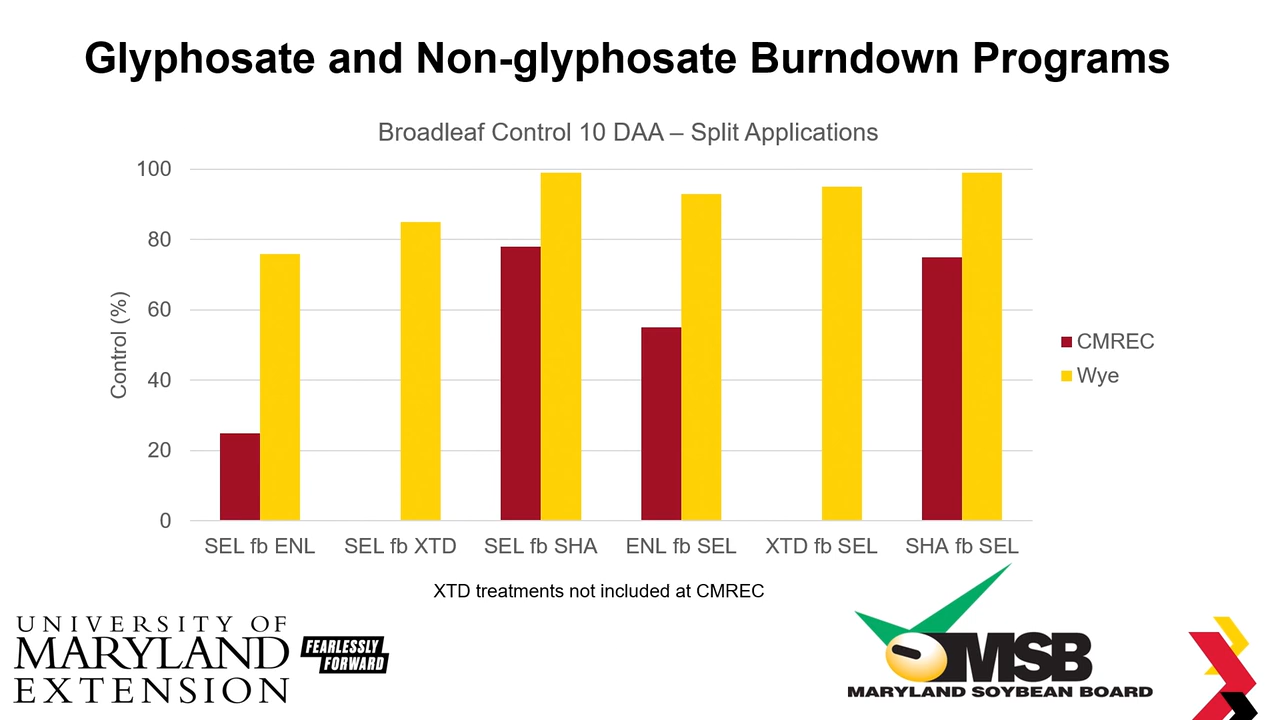 Glyphosate and Non-glyphosate Burndown Programs
Broadleaf Control 10 DAA – Split Applications
Control (%)
100
80
60
40
20
0
SEL fb ENL
SEL fb XTD
SEL fb SHA
ENL fb SEL
XTD fb SEL
SHA fb SEL
CMREC
Wye
XTD treatments not included at CMREC
UNIVERSITY OF
MARYLAND
EXTENSION
FEARLESSLY
FORWARD
MSB
MARYLAND SOYBEAN BOARD